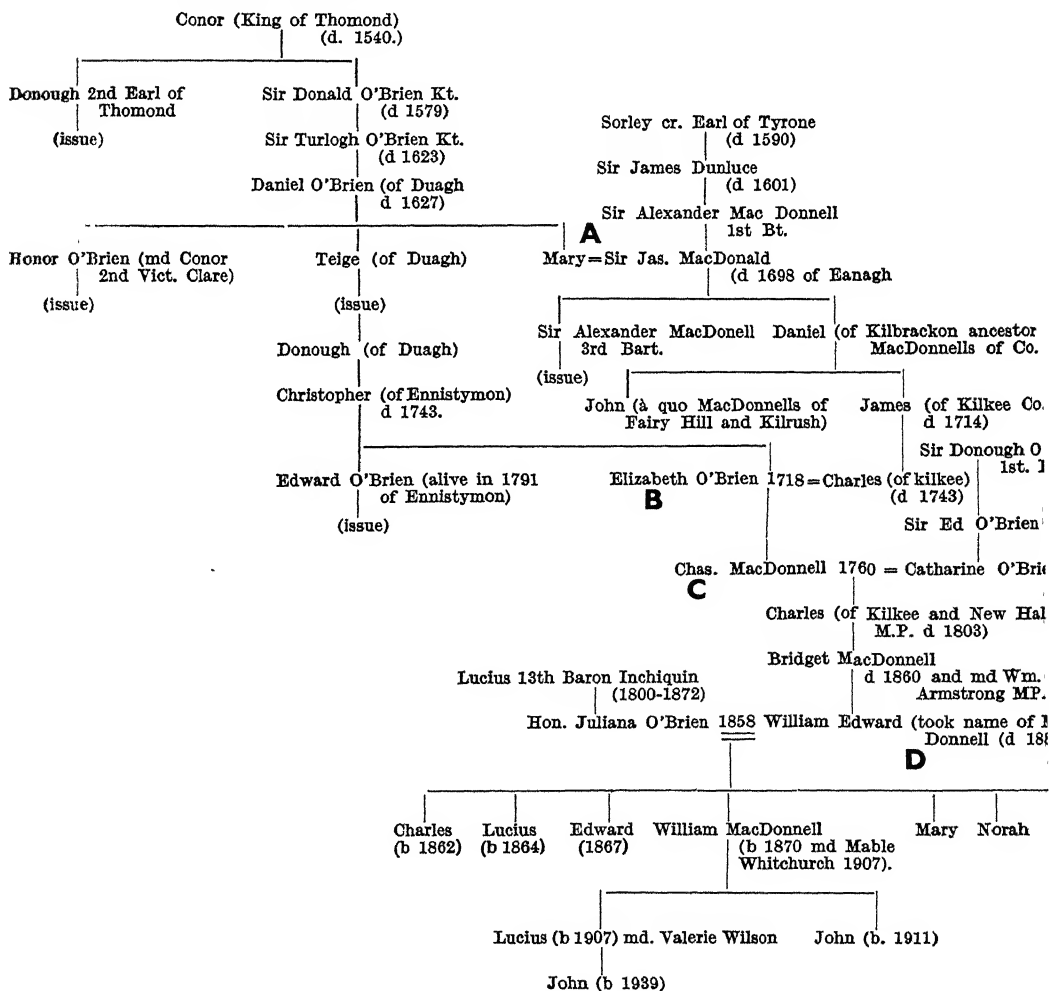 Conor (King of Thomond)
(d. 1540.)
Donough 2nd Earl of
Thomond
(issue)
Sir Donald O'Brien Kt.
(d 1579)
Sir Turlogh O'Brien Kt.
(d 1623)
Daniel O'Brien (of Duagh
d 1627)
Sorley cr. Earl of Tyrone
(d 1590)
Sir James Dunluce
(d 1601)
Sir Alexander Mac Donnell
1st Bt.
A
Honor O'Brien (md Conor
2nd Vict. Clare)
(issue)
Teige (of Duagh)
(issue)
Mary=Sir Jas. MacDonald
(d 1698 of Eanagh
Donough (of Duagh)
Sir Alexander MacDonell
3rd Bart.
(issue)
Daniel (of Kilbrackon ancestor
MacDonnells of Co.
Christopher (of Ennistymon)
d 1743.
John (à quo MacDonnells of
Fairy Hill and Kilrush)
James (of Kilkee Co.
d 1714)
Sir Donough O
1st.
Edward O'Brien (alive in 1791
of Ennistymon)
(issue)
Elizabeth O'Brien 1718=Charles (of kilkee)
(d 1743)
B
Sir Ed O'Brien
Chas. MacDonnell 1760 = Catharine O'Brie
C
Charles (of Kilkee and New Hal
M.P. d 1803)
Bridget MacDonnell
d 1860 and md Wm.
Armstrong MP.
Lucius 13th Baron Inchiquin
(1800-1872)
Hon. Juliana O'Brien 1858 William Edward (took name of M
Donnell (d 188
D
Charles
(b 1862)
Lucius
(b 1864)
Edward
(1867)
William MacDonnell
(b 1870 md Mable
Whitchurch 1907).
Mary
Norah
Lucius (b 1907) md. Valerie Wilson
John (b. 1911)
John (b 1939)